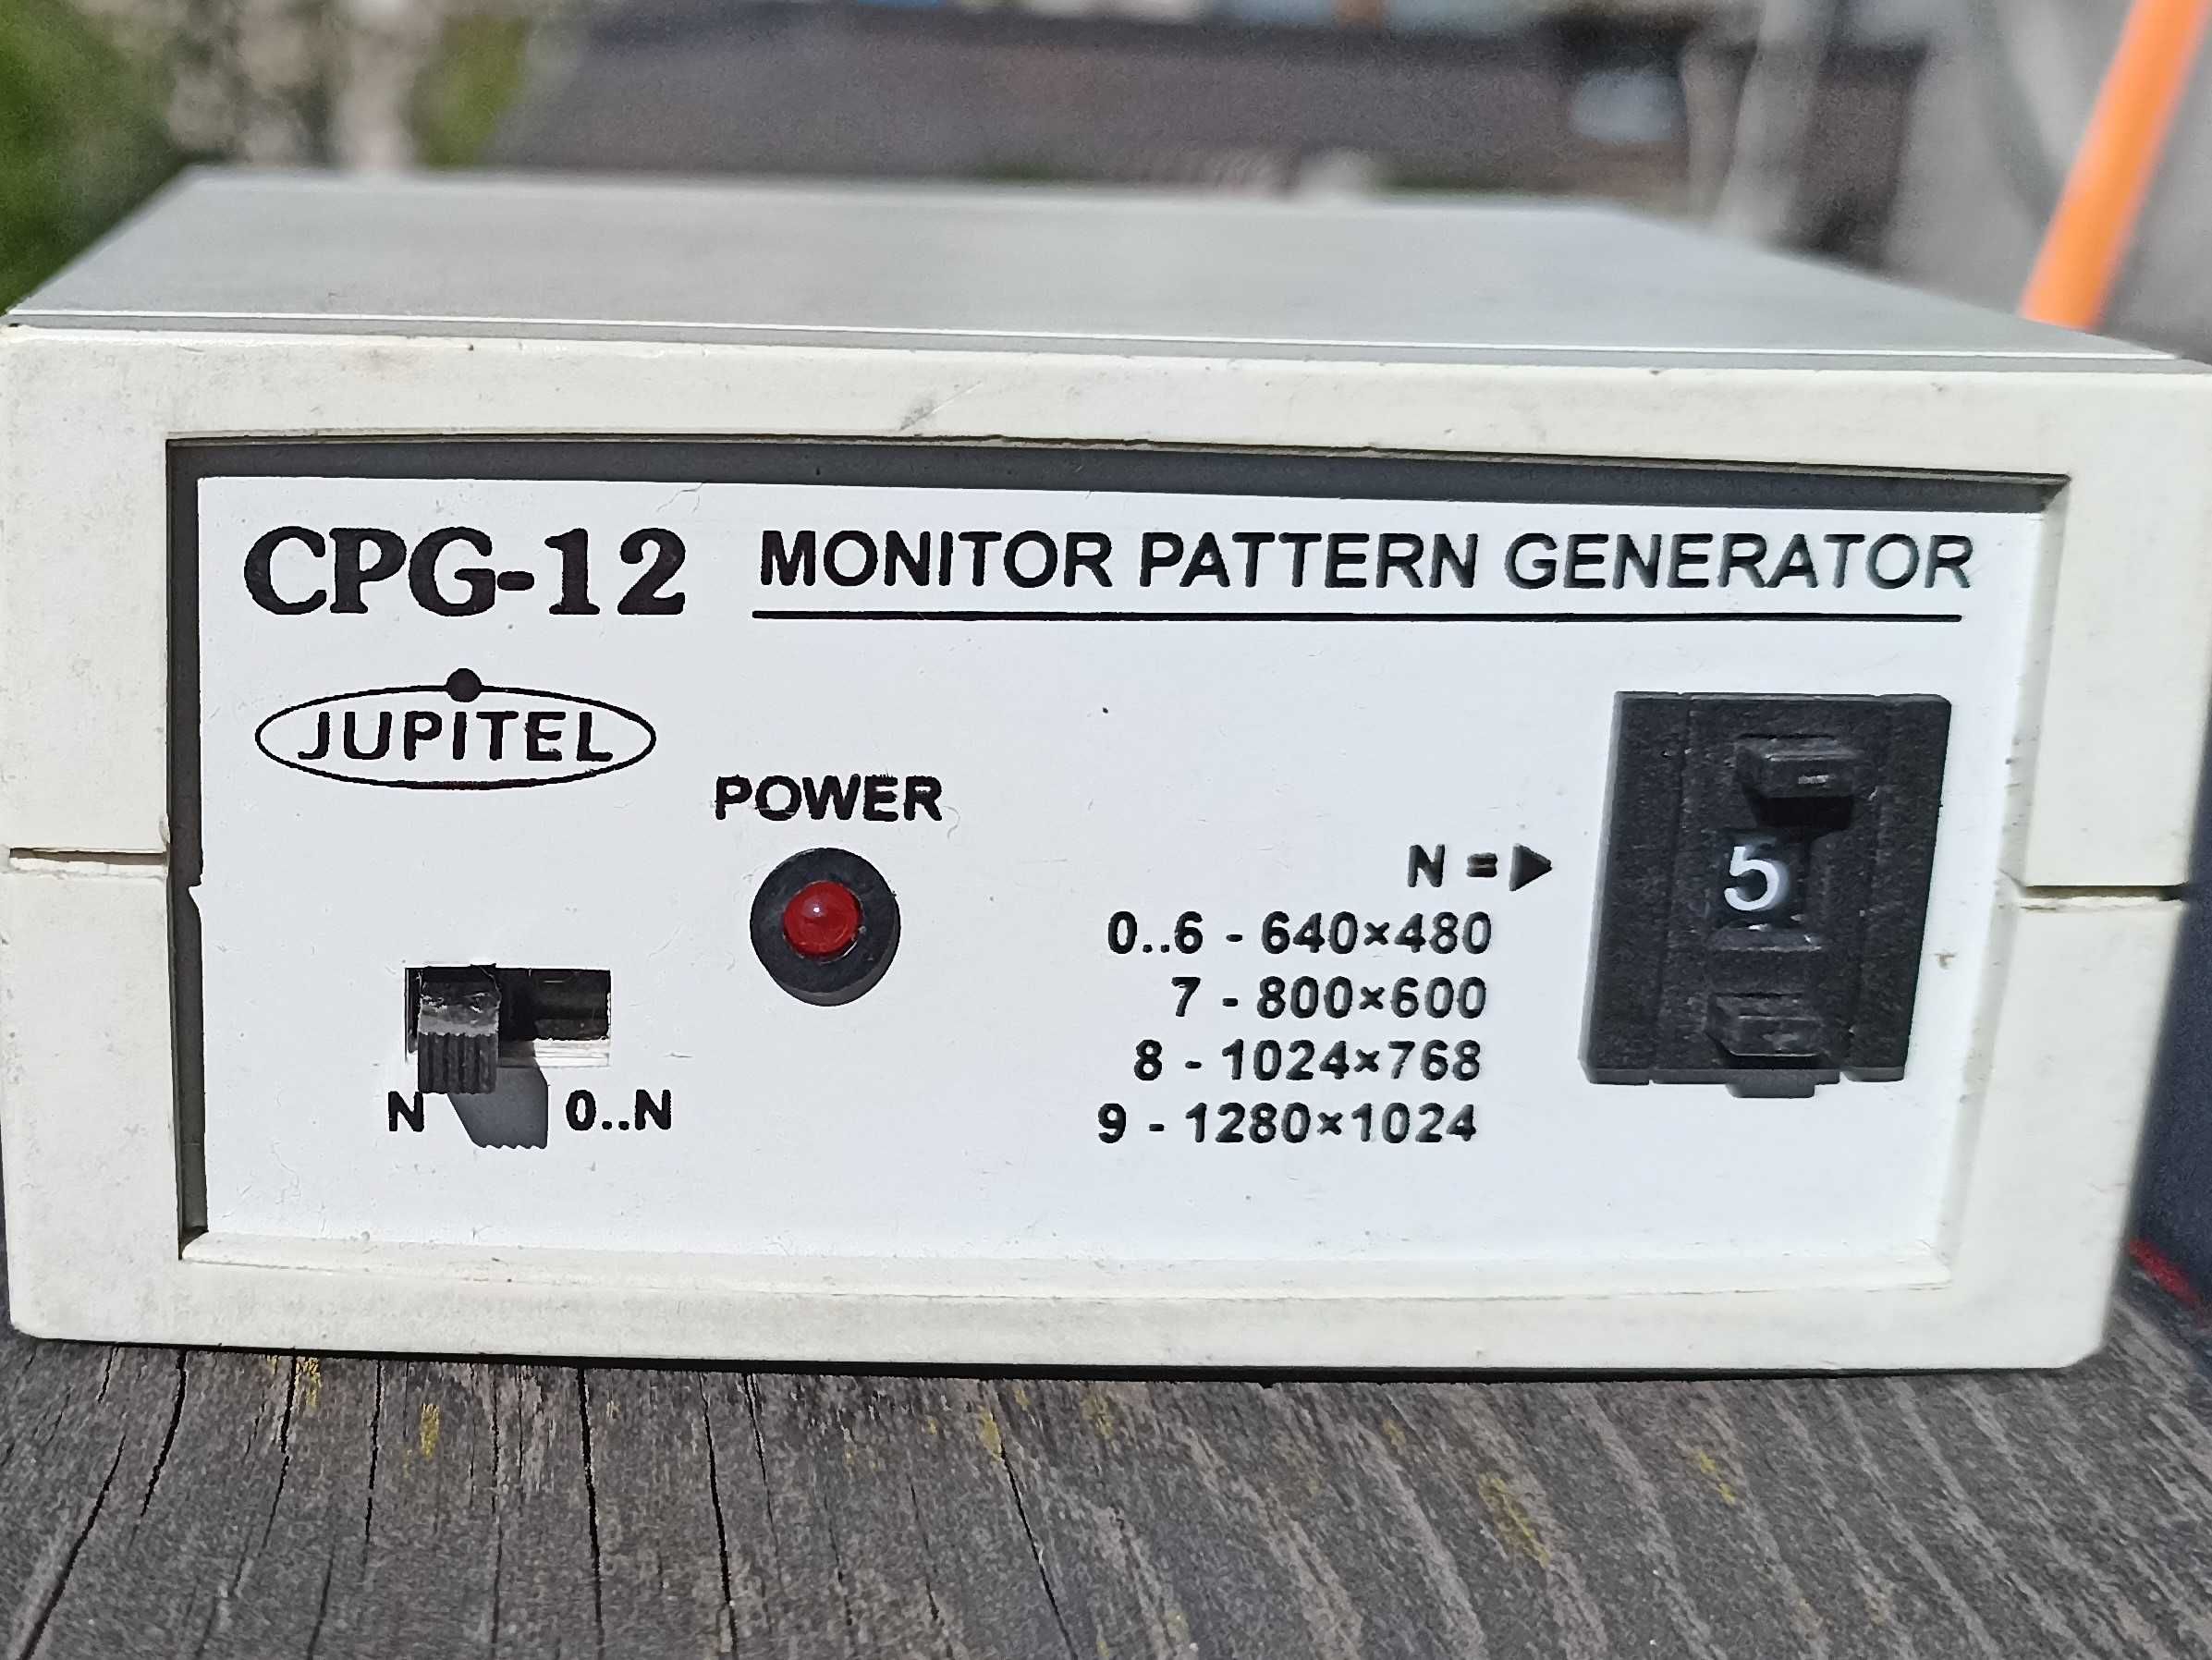 CPG-12 MONITOR PATTERN GENERATOR
JUPITEL
POWER
N =►
5
0..6 - 640×480
7 - 800×600
8 - 1024×768
9 - 1280×1024
N 0..N